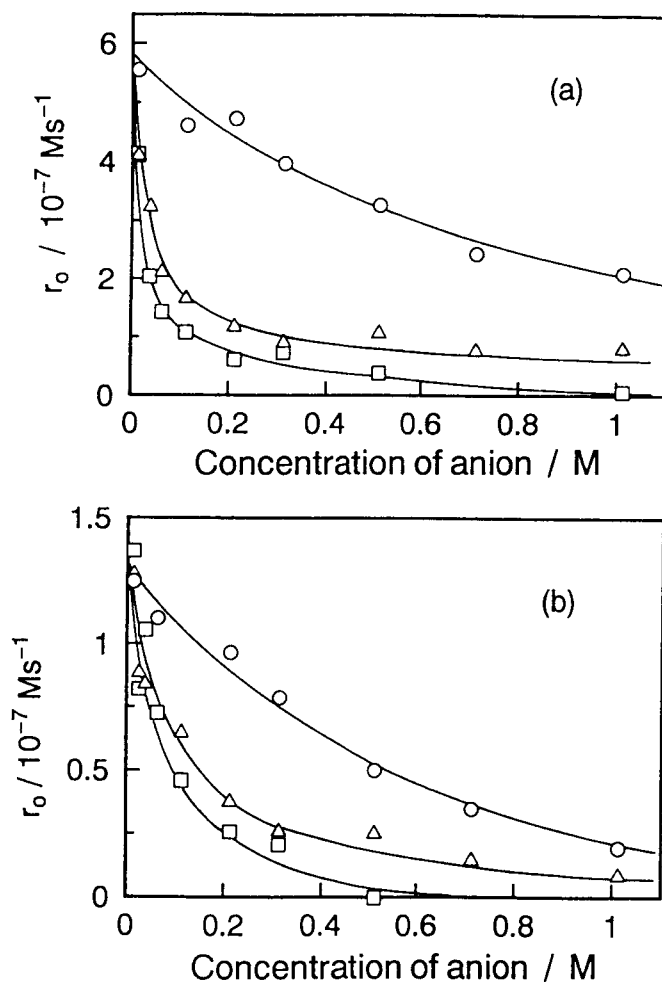 6
(a)
4
2
0
r₀ / 10⁻⁷ Ms⁻¹
0 0.2 0.4 0.6 0.8 1
Concentration of anion / M
1.5
(b)
1
0.5
0
r₀ / 10⁻⁷ Ms⁻¹
0 0.2 0.4 0.6 0.8 1
Concentration of anion / M